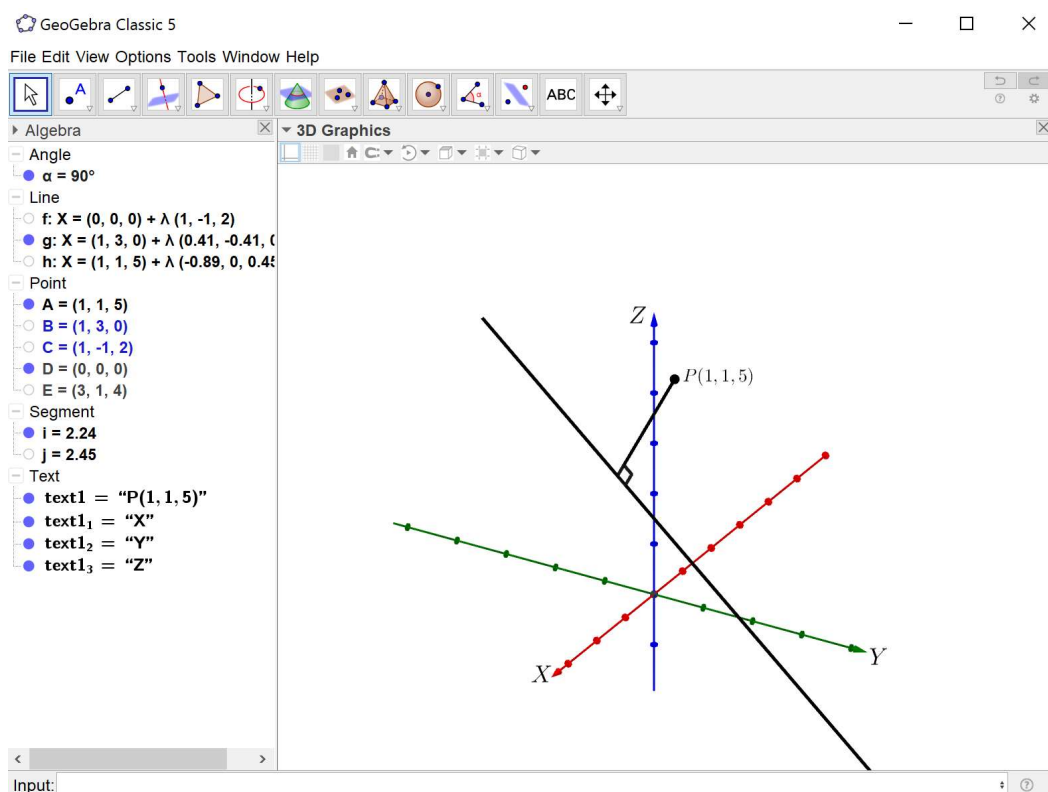 GeoGebra Classic 5
File Edit View Options Tools Window Help
A
α
ABC
Algebra
3D Graphics
Angle
α = 90°
Line
f: X = (0, 0, 0) + λ (1, -1, 2)
g: X = (1, 3, 0) + λ (0.41, -0.41, 
h: X = (1, 1, 5) + λ (-0.89, 0, 0.45
Point
A = (1, 1, 5)
B = (1, 3, 0)
C = (1, -1, 2)
D = (0, 0, 0)
E = (3, 1, 4)
Segment
i = 2.24
j = 2.45
Text
text1 = “P(1, 1, 5)”
text1₁ = “X”
text1₂ = “Y”
text1₃ = “Z”
Z
P(1, 1, 5)
X
Y
Input: